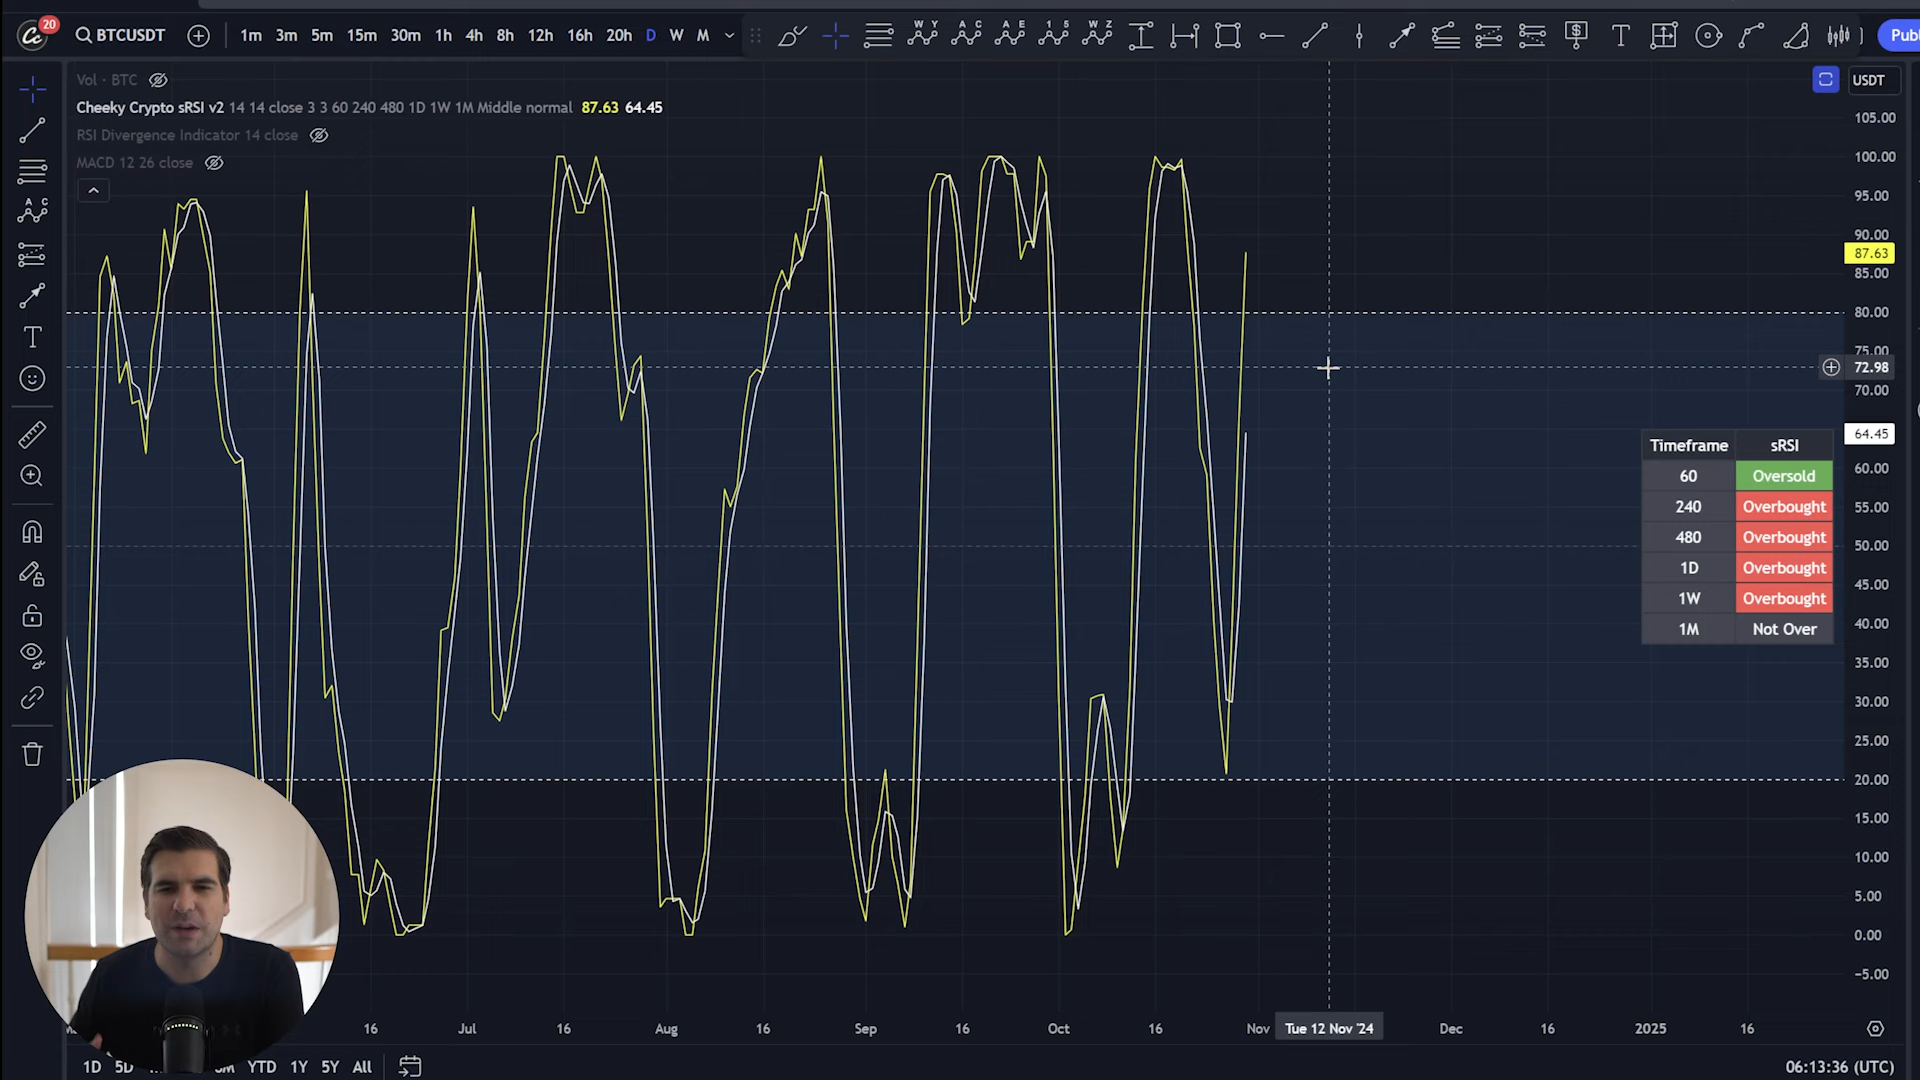 20
BTCUSDT 1m 3m 5m 15m 30m 1h 4h 8h 12h 16h 20h D W M
W Y A C A E 1 5 W Z
Publ
Vol · BTC
USDT
Cheeky Crypto sRSI v2 14 14 close 3 3 60 240 480 1D 1W 1M Middle normal 87.63 64.45
RSI Divergence Indicator 14 close
MACD 12 26 close
A C
105.00
100.00
95.00
90.00
87.63
85.00
80.00
75.00
72.98
70.00
64.45
60.00
55.00
50.00
45.00
40.00
35.00
30.00
25.00
20.00
15.00
10.00
5.00
0.00
−5.00
Timeframe sRSI
60 Oversold
240 Overbought
480 Overbought
1D Overbought
1W Overbought
1M Not Over
16 Jul 16 Aug 16 Sep 16 Oct 16 Nov Tue 12 Nov '24 Dec 16 2025 16
1D 5D YTD 1Y 5Y All
06:13:36 (UTC)